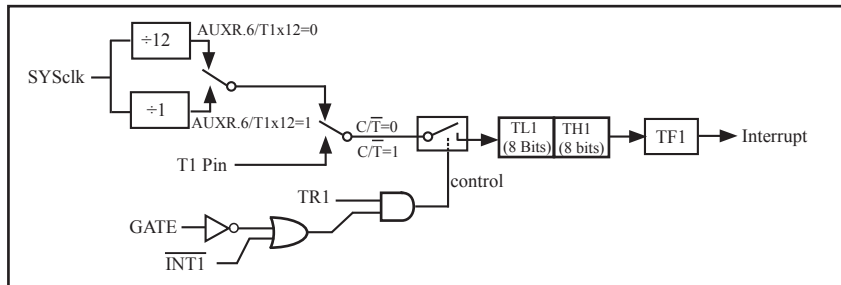 AUXR.6/T1x12=0
÷12
SYSclk
÷1
AUXR.6/T1x12=1
C/T̅=0
C/T̅=1
T1 Pin
TL1
(8 Bits)
TH1
(8 bits)
TF1
Interrupt
control
TR1
GATE
I̅N̅T̅1̅